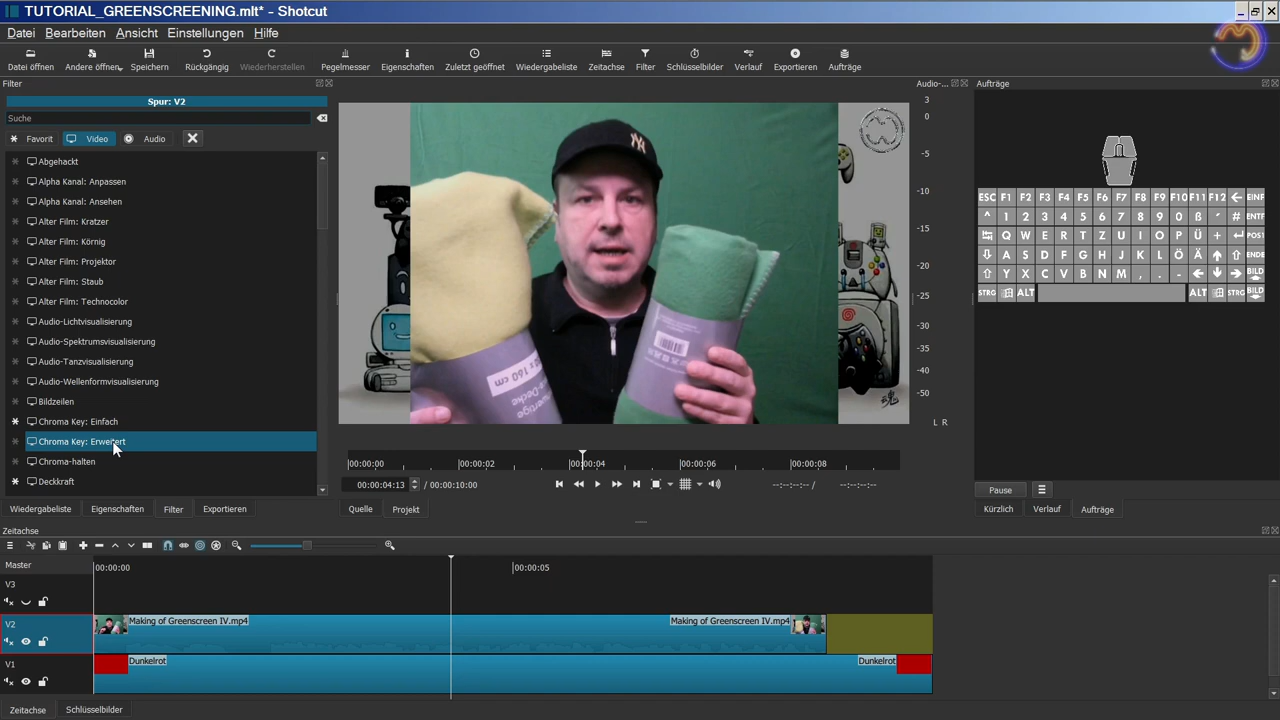 TUTORIAL_GREENSCREENING.mlt* - Shotcut
Datei Bearbeiten Ansicht Einstellungen Hilfe
Datei öffnen Andere öffnen Speichern Rückgängig Wiederherstellen Pegelmesser Eigenschaften Zuletzt geöffnet Wiedergabeliste Zeitachse Filter Schlüsselbilder Verlauf Exportieren Aufträge
Filter
Spur: V2
Suche
Favorit Video Audio
Abgehackt
Alpha Kanal: Anpassen
Alpha Kanal: Ansehen
Alter Film: Kratzer
Alter Film: Körnig
Alter Film: Projektor
Alter Film: Staub
Alter Film: Technocolor
Audio-Lichtvisualisierung
Audio-Spektrumsvisualisierung
Audio-Tanzvisualisierung
Audio-Wellenformvisualisierung
Bildzeilen
Chroma Key: Einfach
Chroma Key: Erweitert
Chroma-halten
Deckkraft
Wiedergabeliste Eigenschaften Filter Exportieren
160 cm
00:00:00 00:00:02 00:00:04 00:00:06 00:00:08
00:00:04:13 / 00:00:10:00 --:--:--:-- / --:--:--:--
Quelle Projekt
Audio-...
3
0
-5
-10
-15
-20
-25
-30
-35
-40
-50
L R
Aufträge
ESC F1 F2 F3 F4 F5 F6 F7 F8 F9 F10 F11 F12 EINF
^ 1 2 3 4 5 6 7 8 9 0 ß ´ # ENTF
Q W E R T Z U I O P Ü + POS1
A S D F G H J K L Ö Ä ENDE
Y X C V B N M , . - BILD
STRG ALT ALT STRG BILD
Pause
Kürzlich Verlauf Aufträge
Zeitachse
Master
00:00:00 00:00:05
V3
V2
Making of Greenscreen IV.mp4 Making of Greenscreen IV.mp4
V1
Dunkelrot Dunkelrot
Zeitachse Schlüsselbilder